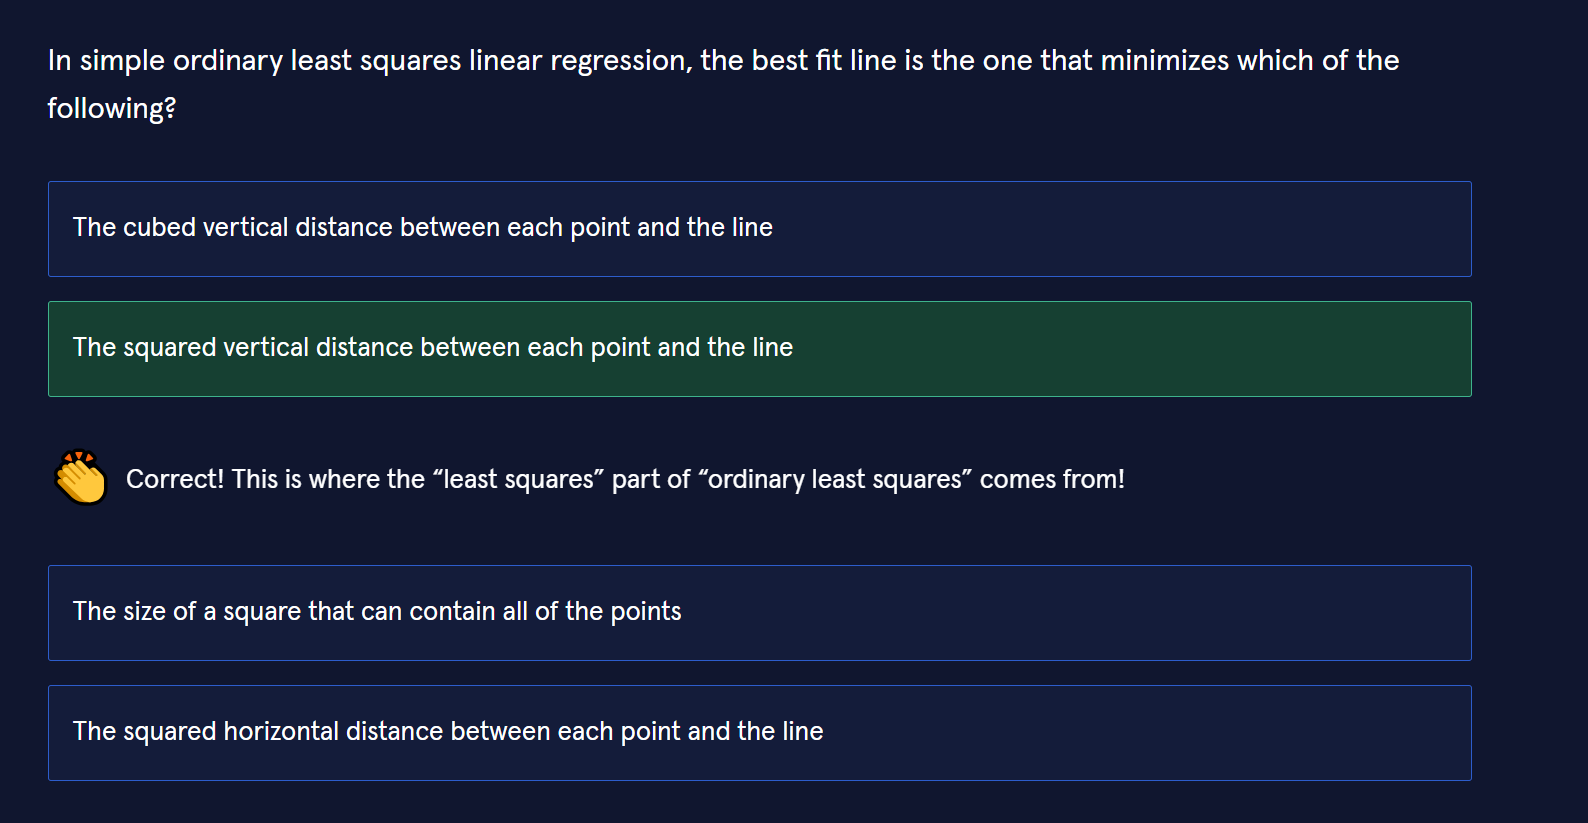 In simple ordinary least squares linear regression, the best fit line is the one that minimizes which of the
following?
The cubed vertical distance between each point and the line
The squared vertical distance between each point and the line
Correct! This is where the “least squares” part of “ordinary least squares” comes from!
The size of a square that can contain all of the points
The squared horizontal distance between each point and the line